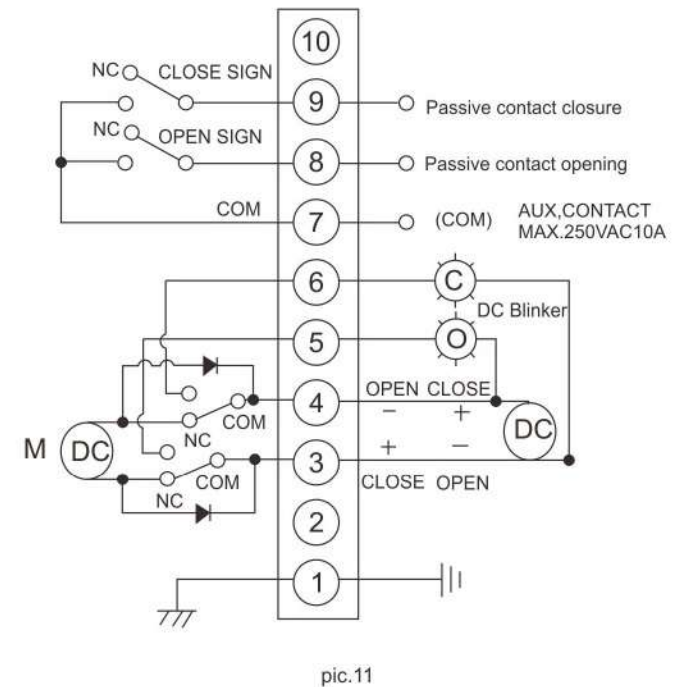 10
NC CLOSE SIGN
9
Passive contact closure
NC OPEN SIGN
8
Passive contact opening
COM
7
(COM)
AUX,CONTACT
MAX.250VAC10A
6
C
DC Blinker
5
O
4
OPEN CLOSE
− +
COM
NC
M
DC
DC
3
+ −
CLOSE OPEN
COM
NC
2
1
pic.11